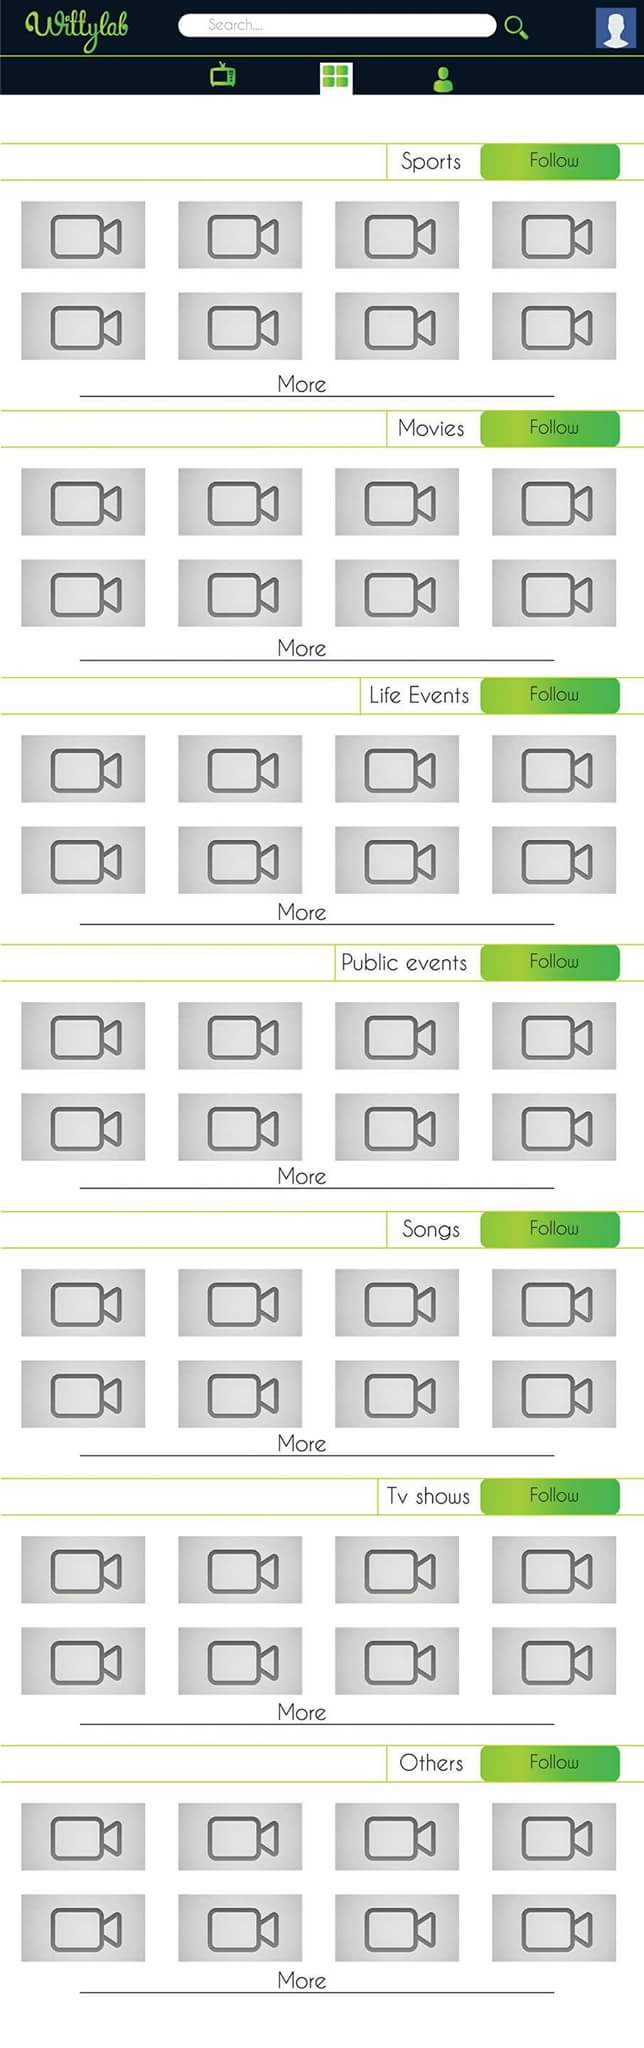 Wittylab
Search....
Sports Follow
More
Movies Follow
More
Life Events Follow
More
Public events Follow
More
Songs Follow
More
Tv shows Follow
More
Others Follow
More